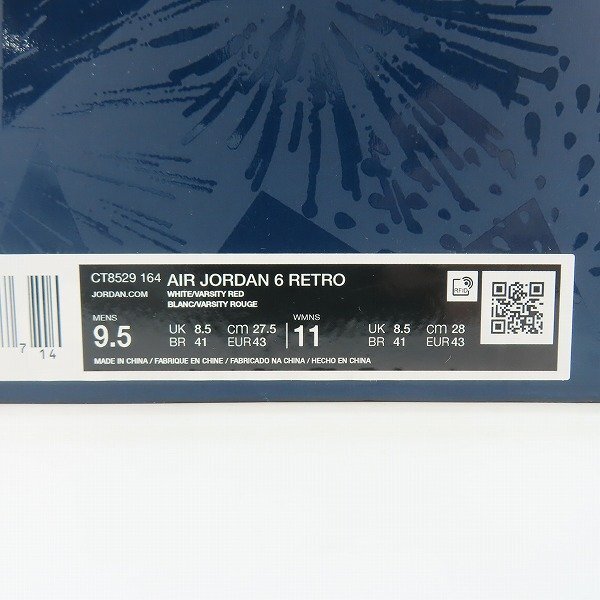 CT8529 164 AIR JORDAN 6 RETRO
JORDAN.COM WHITE/VARSITY RED
BLANC/VARSITY ROUGE
RFID
MENS WMNS
9.5 UK 8.5 cm 27.5 11 UK 8.5 cm 28
BR 41 EUR 43 BR 41 EUR 43
MADE IN CHINA / FABRIQUE EN CHINE / FABRICADO NA CHINA / HECHO EN CHINA
7 14